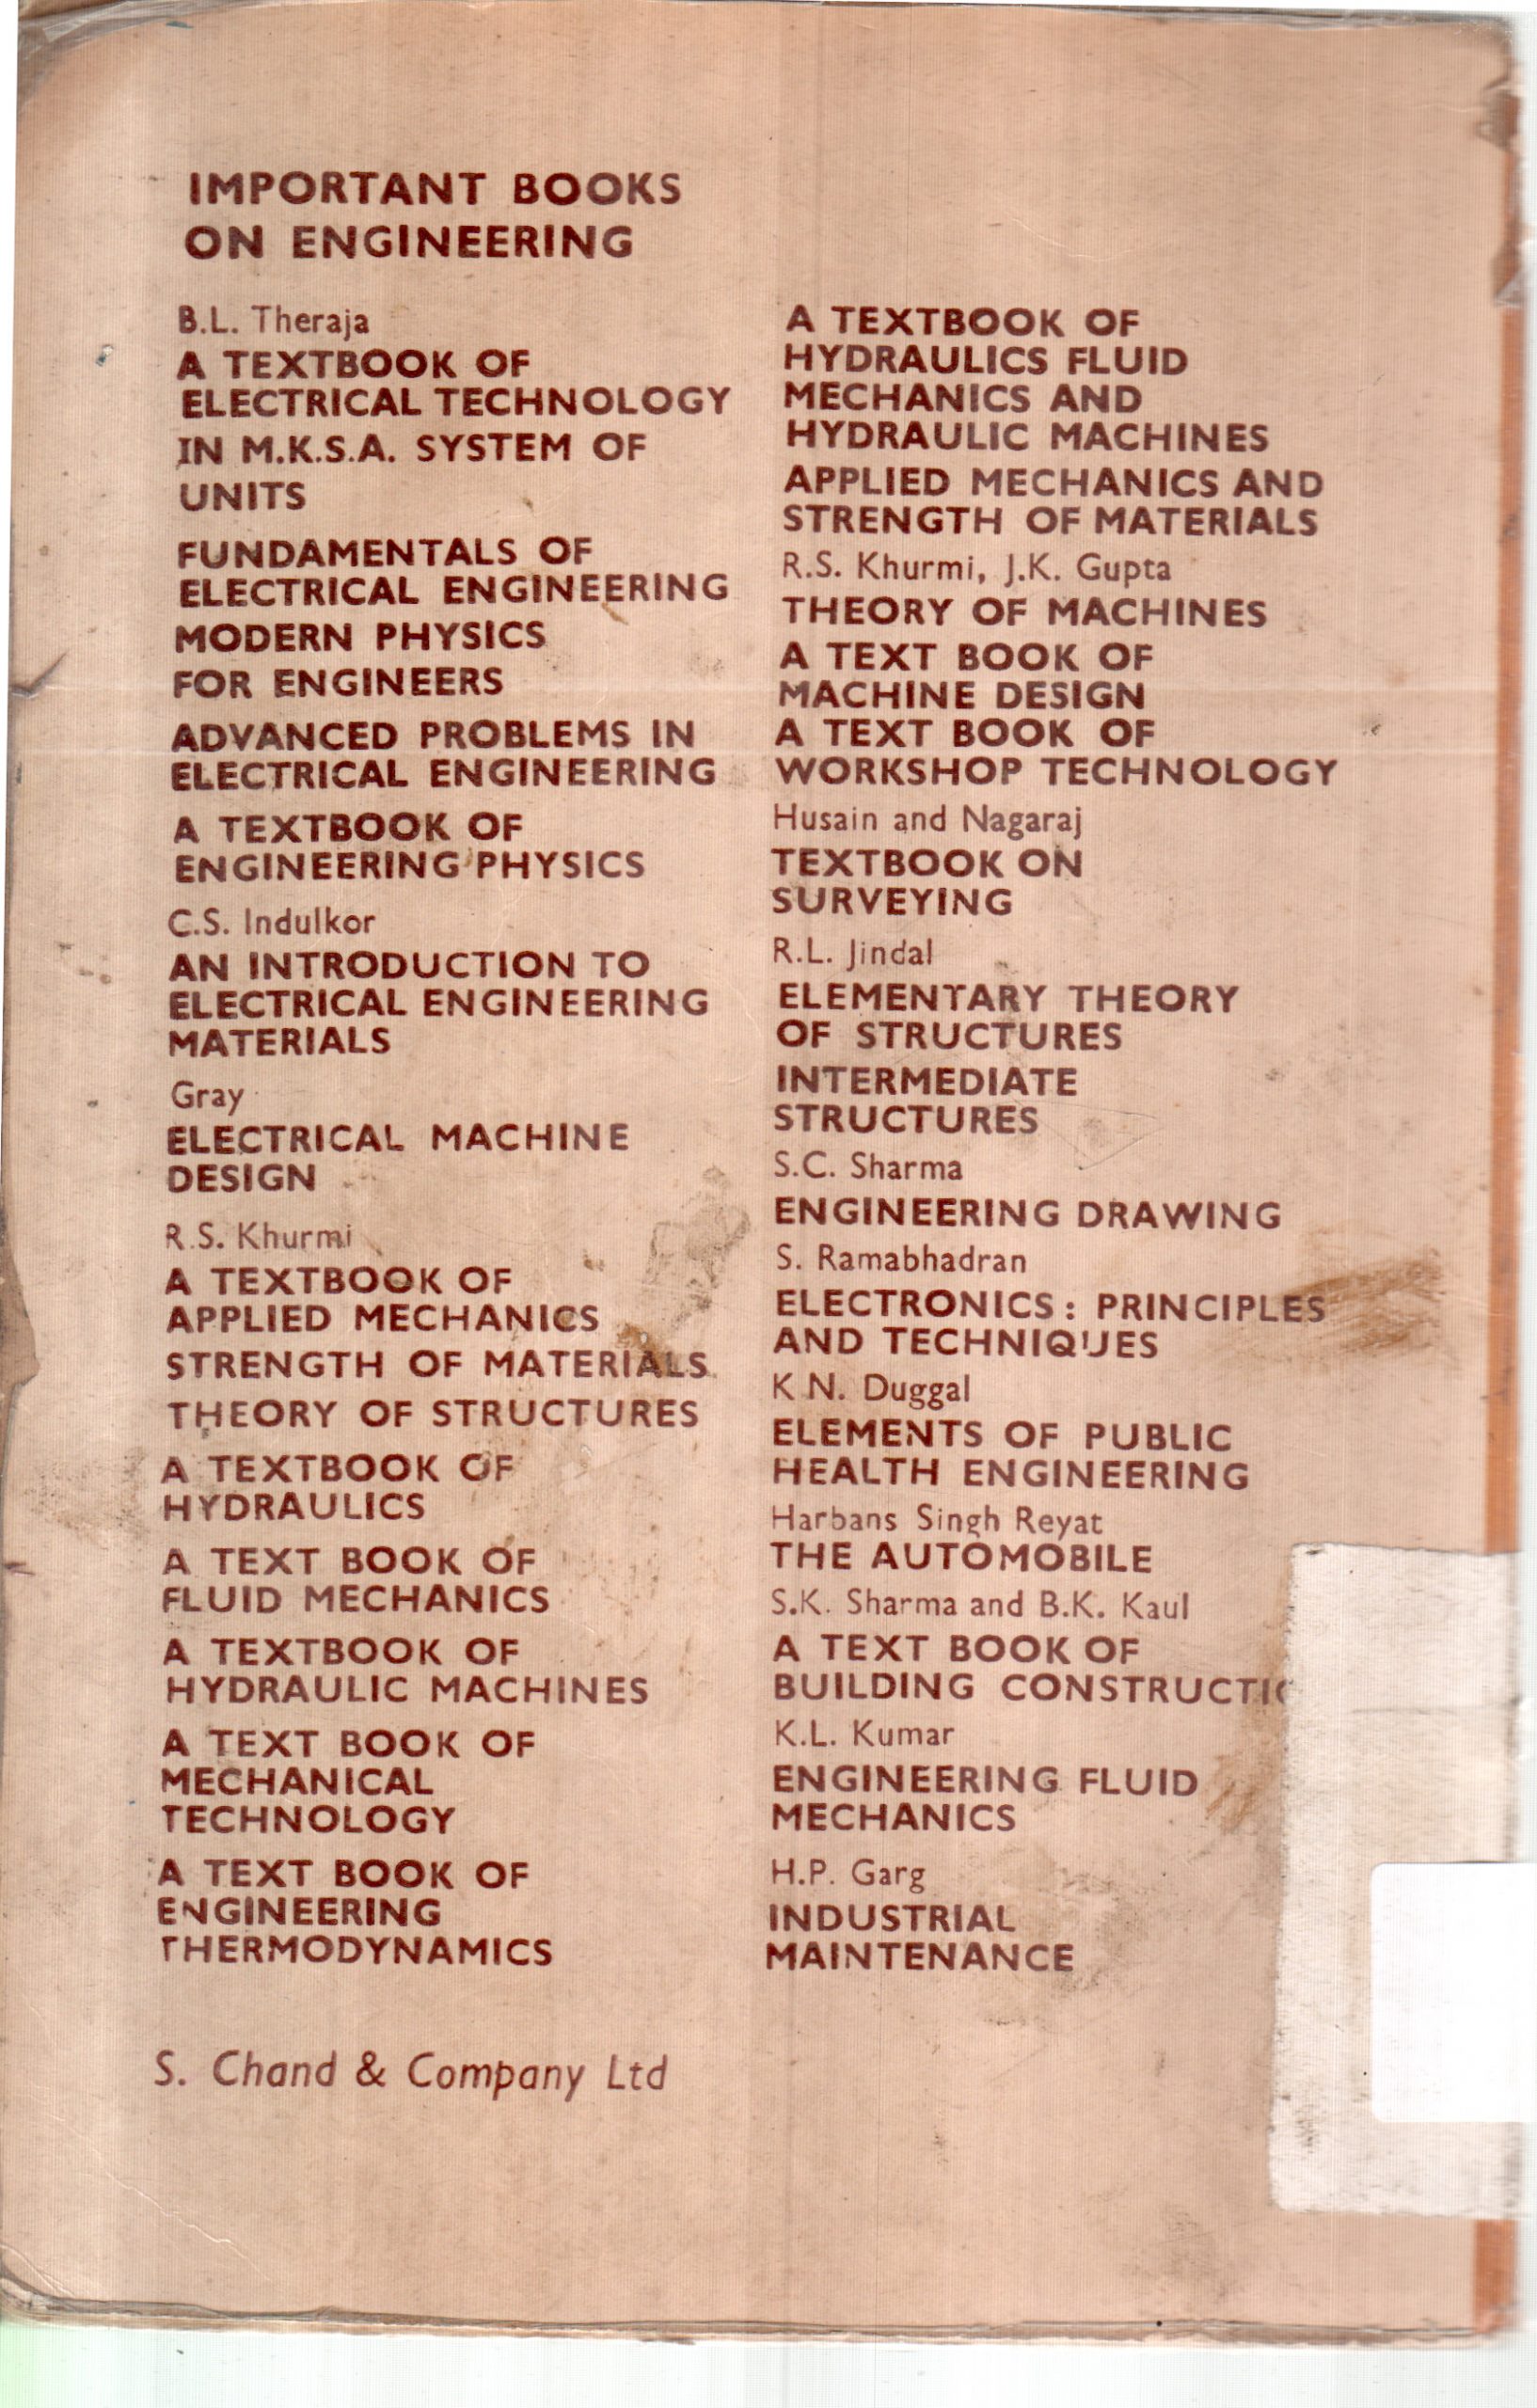 IMPORTANT BOOKS
ON ENGINEERING
B.L. Theraja
A TEXTBOOK OF
ELECTRICAL TECHNOLOGY
IN M.K.S.A. SYSTEM OF
UNITS
FUNDAMENTALS OF
ELECTRICAL ENGINEERING
MODERN PHYSICS
FOR ENGINEERS
ADVANCED PROBLEMS IN
ELECTRICAL ENGINEERING
A TEXTBOOK OF
ENGINEERING PHYSICS
C.S. Indulkor
AN INTRODUCTION TO
ELECTRICAL ENGINEERING
MATERIALS
Gray
ELECTRICAL MACHINE
DESIGN
R.S. Khurmi
A TEXTBOOK OF
APPLIED MECHANICS
STRENGTH OF MATERIALS
THEORY OF STRUCTURES
A TEXTBOOK OF
HYDRAULICS
A TEXT BOOK OF
FLUID MECHANICS
A TEXTBOOK OF
HYDRAULIC MACHINES
A TEXT BOOK OF
MECHANICAL
TECHNOLOGY
A TEXT BOOK OF
ENGINEERING
THERMODYNAMICS
A TEXTBOOK OF
HYDRAULICS FLUID
MECHANICS AND
HYDRAULIC MACHINES
APPLIED MECHANICS AND
STRENGTH OF MATERIALS
R.S. Khurmi, J.K. Gupta
THEORY OF MACHINES
A TEXT BOOK OF
MACHINE DESIGN
A TEXT BOOK OF
WORKSHOP TECHNOLOGY
Husain and Nagaraj
TEXTBOOK ON
SURVEYING
R.L. Jindal
ELEMENTARY THEORY
OF STRUCTURES
INTERMEDIATE
STRUCTURES
S.C. Sharma
ENGINEERING DRAWING
S. Ramabhadran
ELECTRONICS : PRINCIPLES
AND TECHNIQUES
K.N. Duggal
ELEMENTS OF PUBLIC
HEALTH ENGINEERING
Harbans Singh Reyat
THE AUTOMOBILE
S.K. Sharma and B.K. Kaul
A TEXT BOOK OF
BUILDING CONSTRUCTI
K.L. Kumar
ENGINEERING FLUID
MECHANICS
H.P. Garg
INDUSTRIAL
MAINTENANCE
S. Chand & Company Ltd